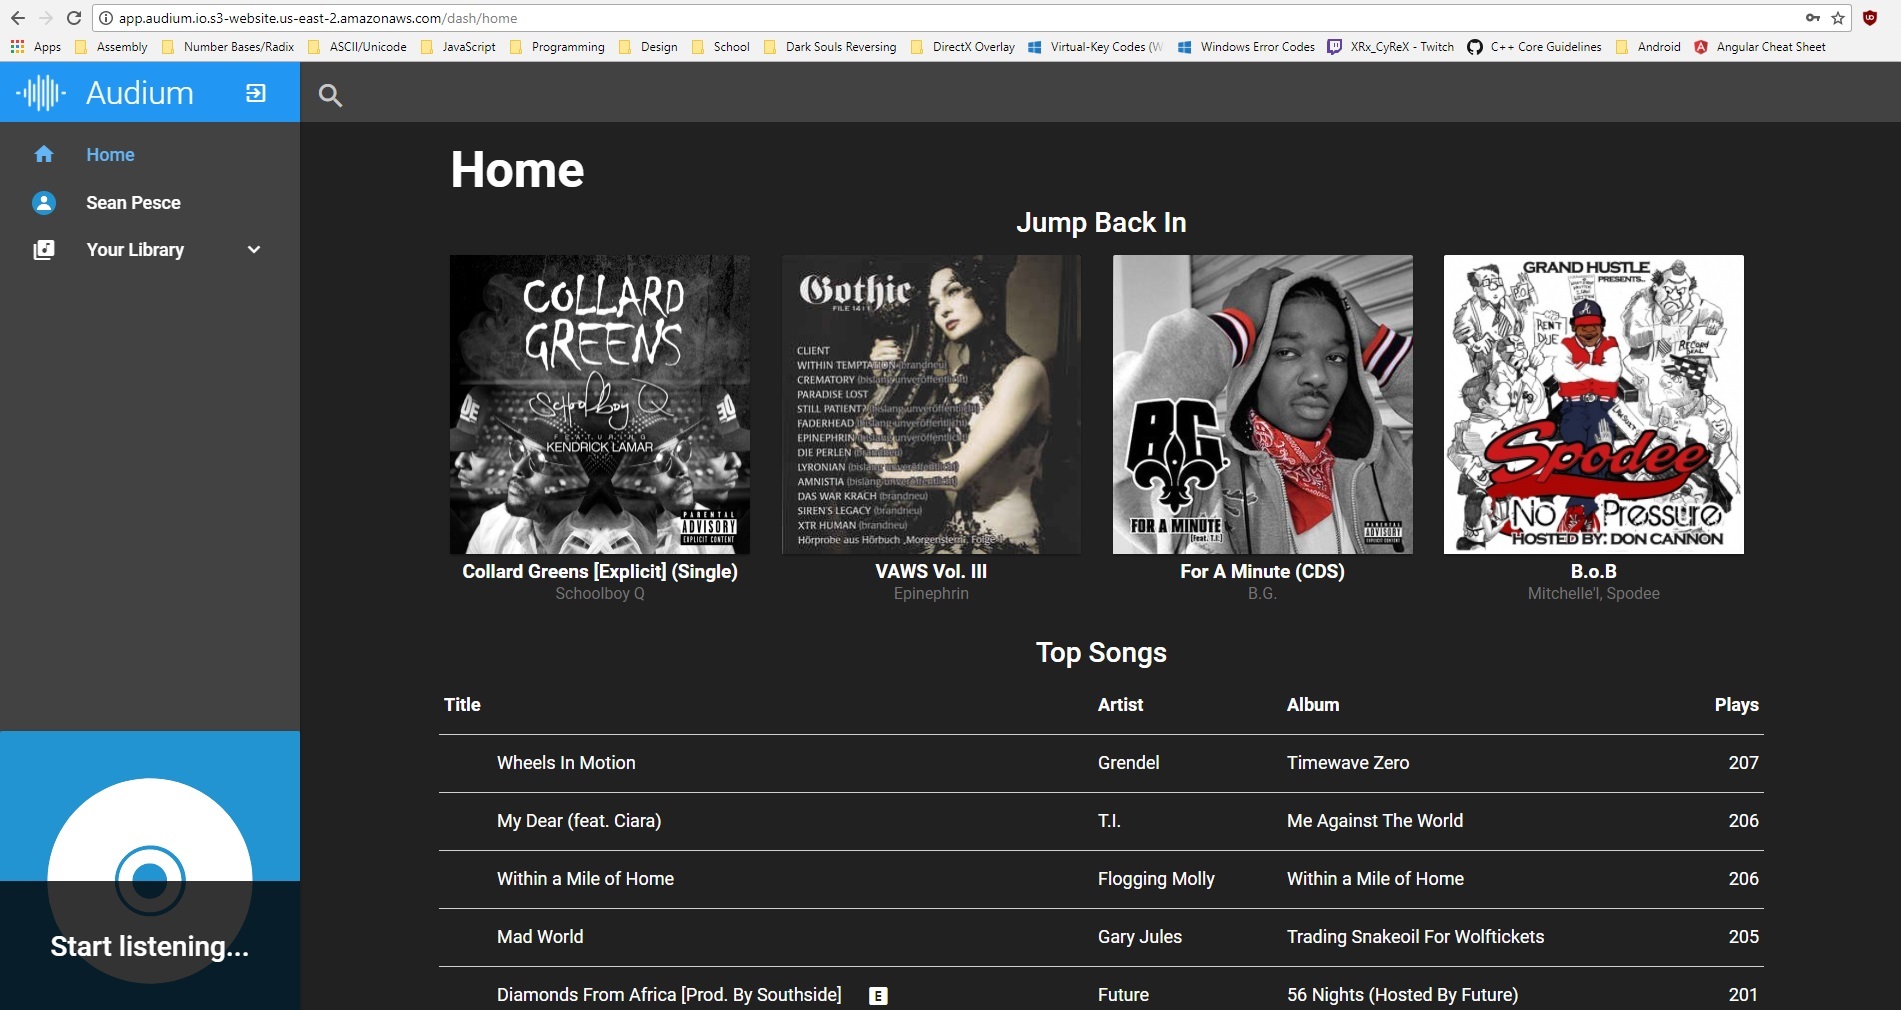 app.audium.io.s3-website.us-east-2.amazonaws.com/dash/home
Apps Assembly Number Bases/Radix ASCII/Unicode JavaScript Programming Design School Dark Souls Reversing DirectX Overlay Virtual-Key Codes (W Windows Error Codes XRx_CyReX - Twitch C++ Core Guidelines Android Angular Cheat Sheet
Audium
Home
Sean Pesce
Your Library
Start listening...
Home
Jump Back In
COLLARD
GREENS
Schoolboy Q
FEATURING
KENDRICK LAMAR
PARENTAL
ADVISORY
EXPLICIT CONTENT
Collard Greens [Explicit] (Single)
Schoolboy Q
Gothic
FILE 1411
CLIENT
WITHIN TEMPTATION (brandneu)
CREMATORY (bislang unveröffentlicht)
PARADISE LOST
STILL PATIENT? (bislang unveröffentlicht)
FADERHEAD (bislang unveröffentlicht)
EPINEPHRIN (bislang unveröffentlicht)
DIE PERLEN (brandneu)
LYRONIAN (bislang unveröffentlicht)
AMNISTIA (bislang unveröffentlicht)
DAS WAR KRACH (brandneu)
SIREN'S LEGACY (brandneu)
XTR HUMAN (brandneu)
Hörprobe aus Hörbuch „Morgenstern, Folge 1
VAWS Vol. III
Epinephrin
B.G.
FOR A MINUTE
[feat. T.I.]
PARENTAL
ADVISORY
EXPLICIT CONTENT
For A Minute (CDS)
B.G.
GRAND HUSTLE
PRESENTS...
RENT
DUE
RECORD
DEAL
A
Spodee
No Pressure
HOSTED BY: DON CANNON
B.o.B
Mitchelle'l, Spodee
Top Songs
Title Artist Album Plays
Wheels In Motion Grendel Timewave Zero 207
My Dear (feat. Ciara) T.I. Me Against The World 206
Within a Mile of Home Flogging Molly Within a Mile of Home 206
Mad World Gary Jules Trading Snakeoil For Wolftickets 205
Diamonds From Africa [Prod. By Southside] E Future 56 Nights (Hosted By Future) 201